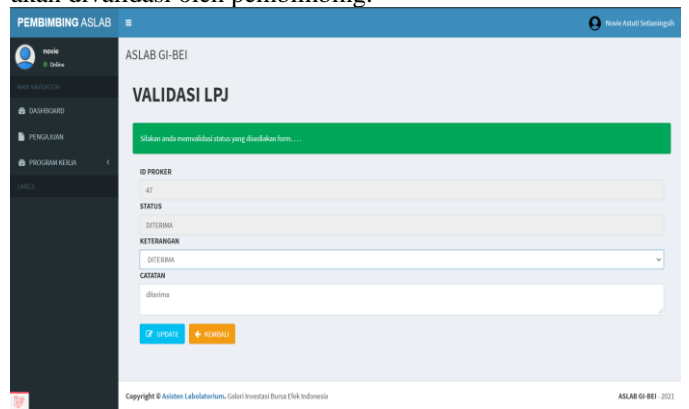 akan divalidasi oleh pembimbing.
PEMBIMBING ASLAB
Novie Astuti Setianingsih
novie
Online
MAIN NAVIGATION
DASHBOARD
PENGAJUAN
PROGRAM KERJA
LABELS
ASLAB GI-BEI
VALIDASI LPJ
Silakan anda memvalidasi status yang disediakan form. . . .
ID PROKER
47
STATUS
DITERIMA
KETERANGAN
DITERIMA
CATATAN
diterima
UPDATE
KEMBALI
Copyright © Asisten Labolatorium. Galeri Investasi Bursa Efek Indonesia
ASLAB GI-BEI - 2021